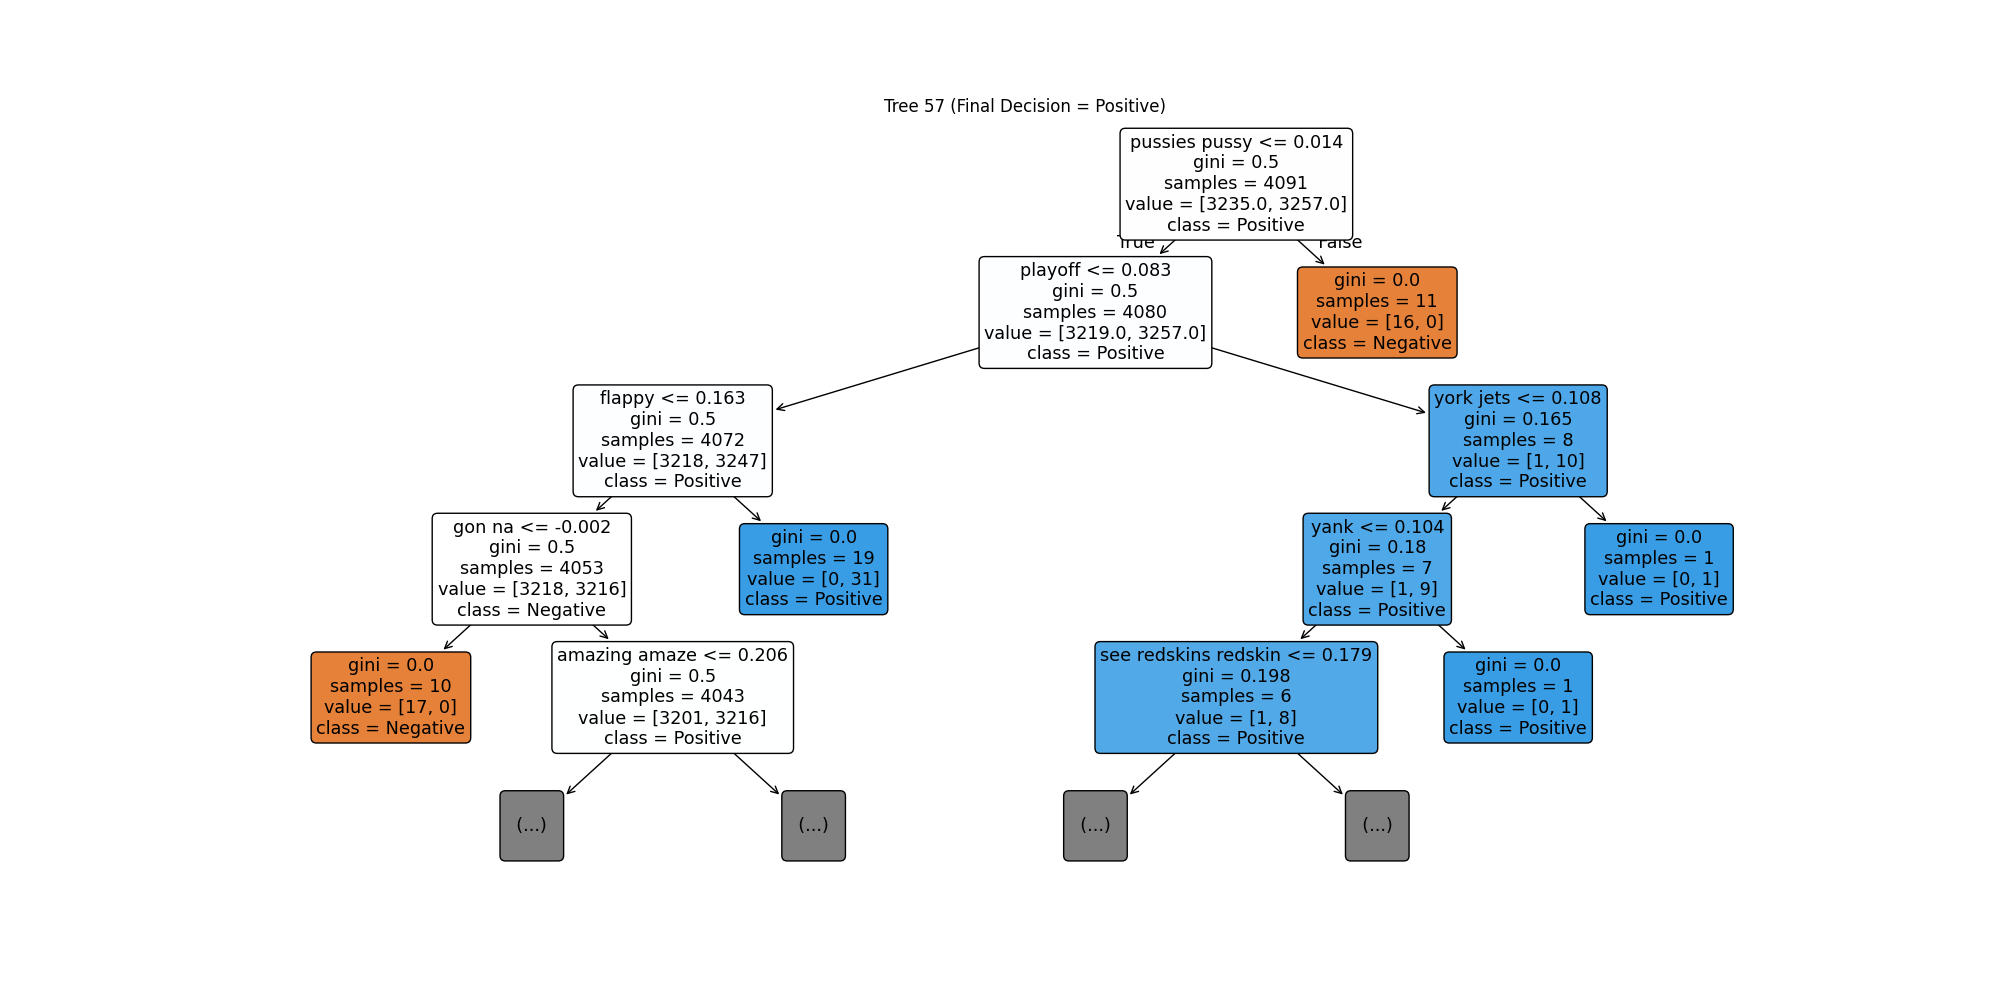 Tree 57 (Final Decision = Positive)
pussies pussy <= 0.014
gini = 0.5
samples = 4091
value = [3235.0, 3257.0]
class = Positive
True
False
playoff <= 0.083
gini = 0.5
samples = 4080
value = [3219.0, 3257.0]
class = Positive
gini = 0.0
samples = 11
value = [16, 0]
class = Negative
flappy <= 0.163
gini = 0.5
samples = 4072
value = [3218, 3247]
class = Positive
york jets <= 0.108
gini = 0.165
samples = 8
value = [1, 10]
class = Positive
gon na <= -0.002
gini = 0.5
samples = 4053
value = [3218, 3216]
class = Negative
gini = 0.0
samples = 19
value = [0, 31]
class = Positive
yank <= 0.104
gini = 0.18
samples = 7
value = [1, 9]
class = Positive
gini = 0.0
samples = 1
value = [0, 1]
class = Positive
gini = 0.0
samples = 10
value = [17, 0]
class = Negative
amazing amaze <= 0.206
gini = 0.5
samples = 4043
value = [3201, 3216]
class = Positive
see redskins redskin <= 0.179
gini = 0.198
samples = 6
value = [1, 8]
class = Positive
gini = 0.0
samples = 1
value = [0, 1]
class = Positive
(...)
(...)
(...)
(...)